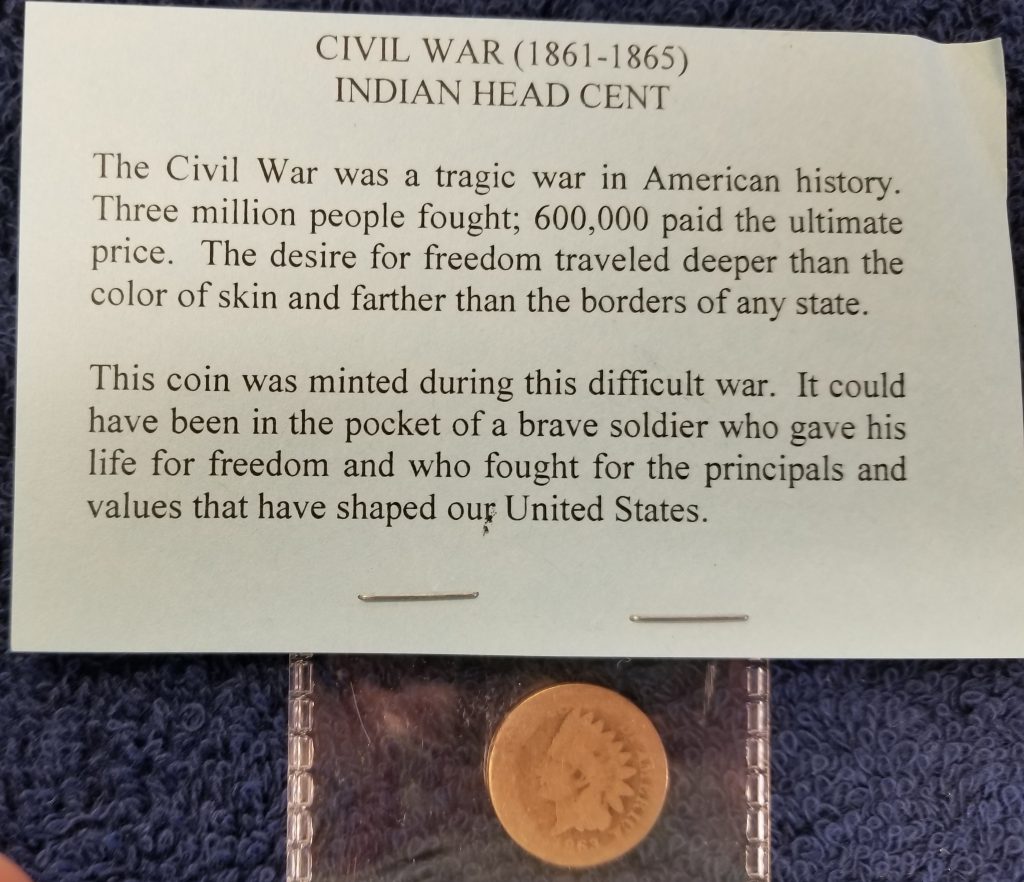 CIVIL WAR (1861-1865)
INDIAN HEAD CENT
The Civil War was a tragic war in American history.
Three million people fought; 600,000 paid the ultimate
price. The desire for freedom traveled deeper than the
color of skin and farther than the borders of any state.
This coin was minted during this difficult war. It could
have been in the pocket of a brave soldier who gave his
life for freedom and who fought for the principals and
values that have shaped our United States.